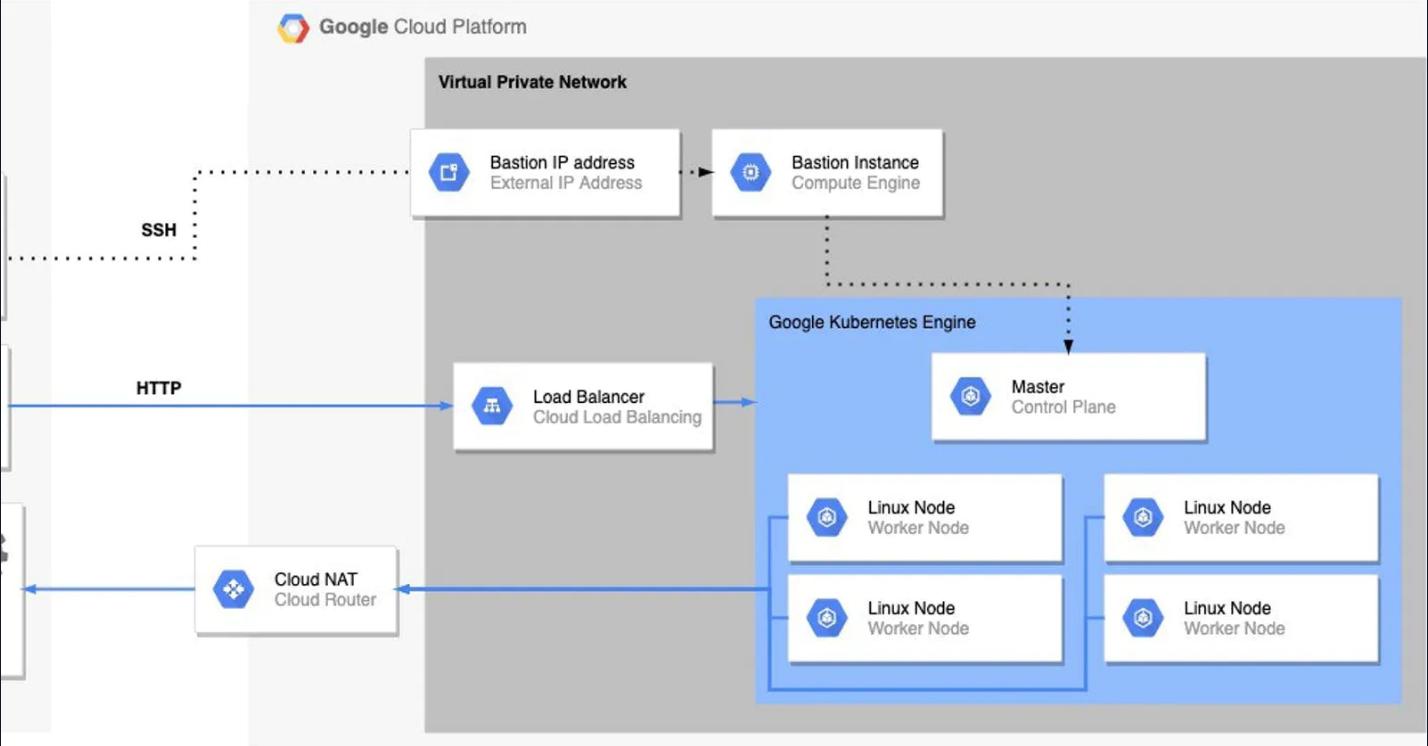 Google Cloud Platform
Virtual Private Network
Bastion IP address
External IP Address
Bastion Instance
Compute Engine
SSH
Google Kubernetes Engine
HTTP
Load Balancer
Cloud Load Balancing
Master
Control Plane
Linux Node
Worker Node
Linux Node
Worker Node
Cloud NAT
Cloud Router
Linux Node
Worker Node
Linux Node
Worker Node